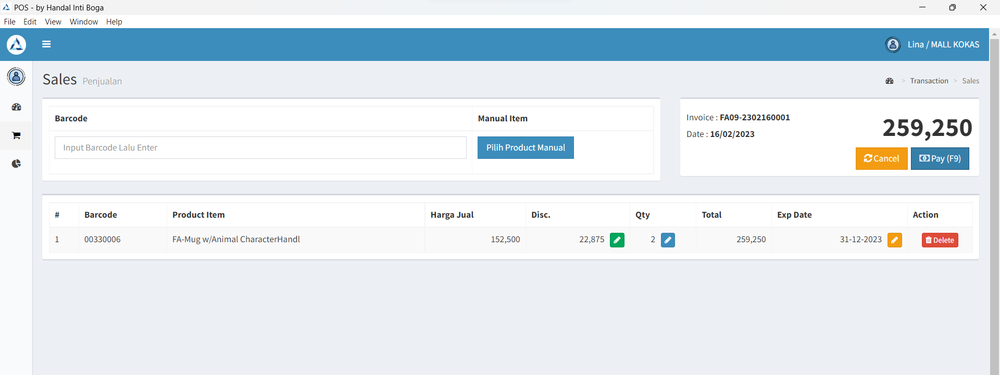 POS - by Handal Inti Boga
File Edit View Window Help
Lina / MALL KOKAS
Sales Penjualan
> Transaction > Sales
Barcode Manual Item
Input Barcode Lalu Enter Pilih Product Manual
Invoice : FA09-2302160001
Date : 16/02/2023
259,250
Cancel Pay (F9)
# Barcode Product Item Harga Jual Disc. Qty Total Exp Date Action
1 00330006 FA-Mug w/Animal CharacterHandl 152,500 22,875 2 259,250 31-12-2023 Delete